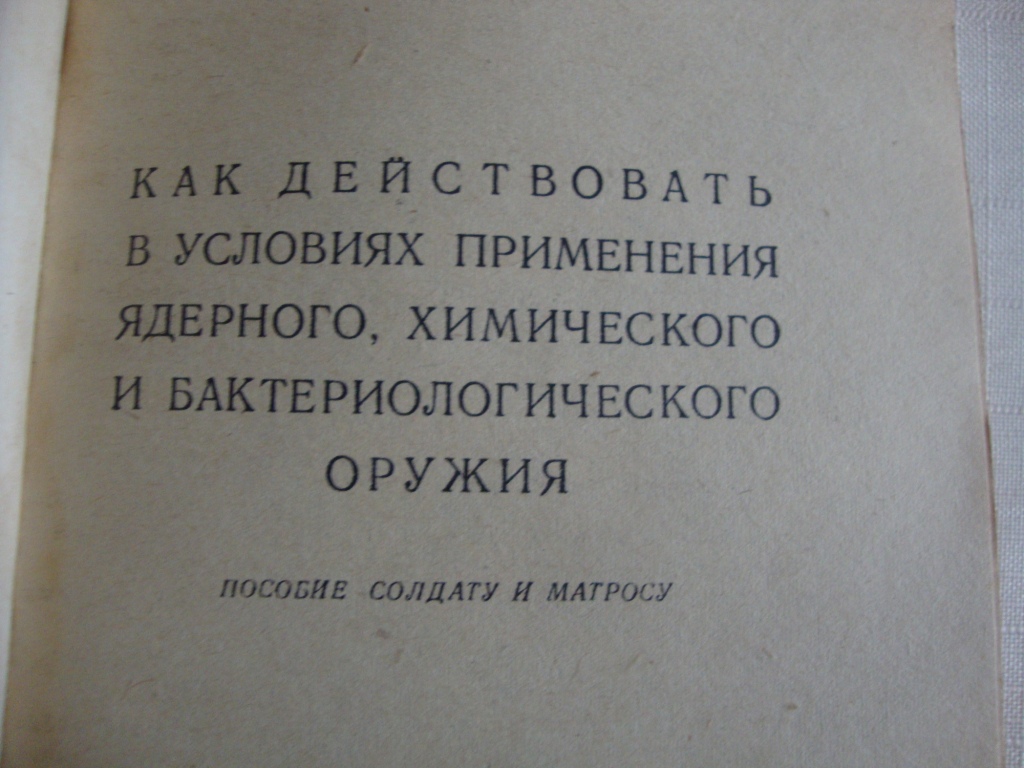 КАК ДЕЙСТВОВАТЬ
В УСЛОВИЯХ ПРИМЕНЕНИЯ
ЯДЕРНОГО, ХИМИЧЕСКОГО
И БАКТЕРИОЛОГИЧЕСКОГО
ОРУЖИЯ
ПОСОБИЕ СОЛДАТУ И МАТРОСУ